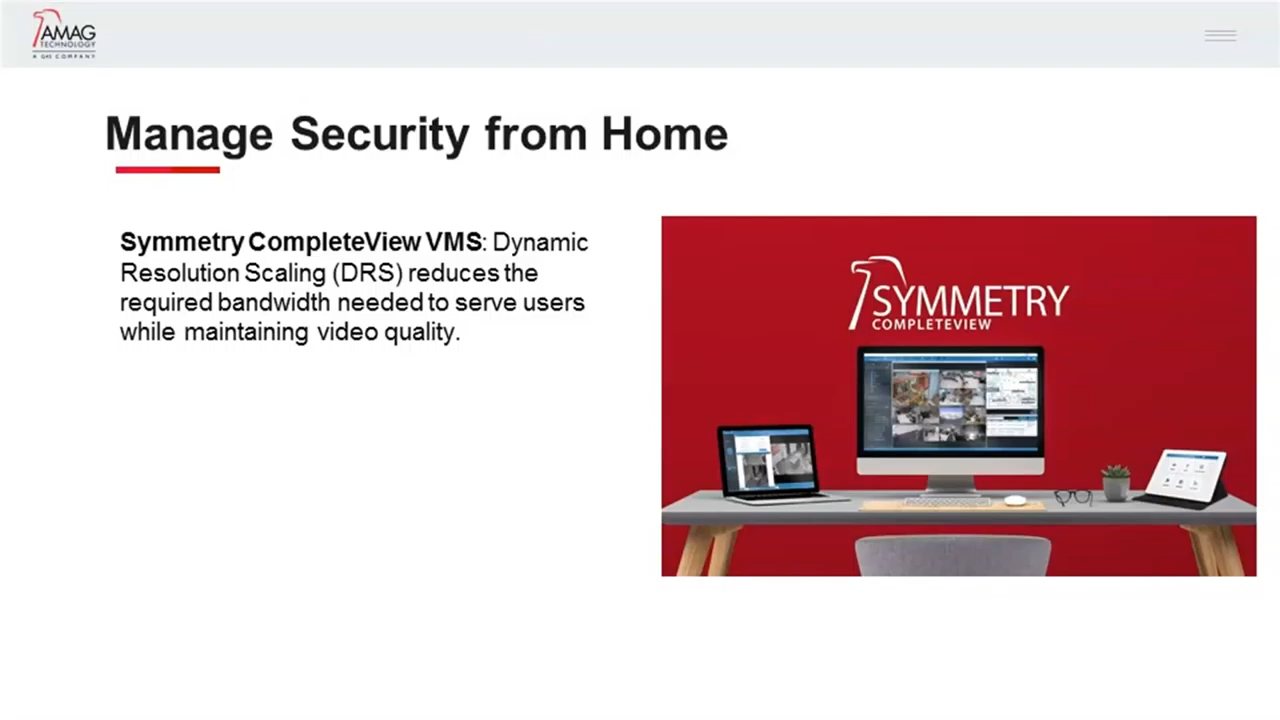 AMAG
TECHNOLOGY
A G4S COMPANY
Manage Security from Home
Symmetry CompleteView VMS: Dynamic
Resolution Scaling (DRS) reduces the
required bandwidth needed to serve users
while maintaining video quality.
SYMMETRY
COMPLETEVIEW